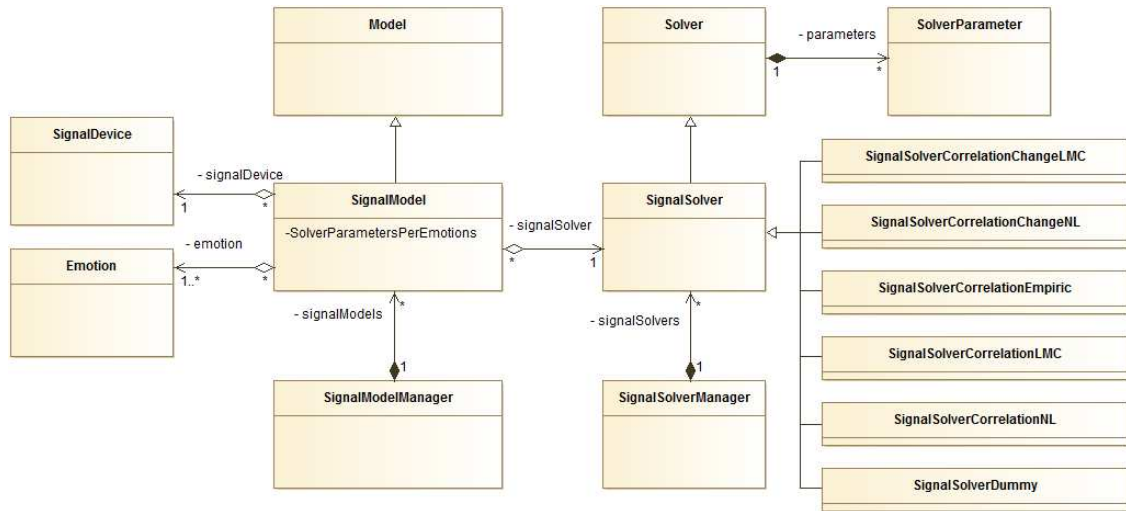 Model
Solver
- parameters
1
*
SolverParameter
SignalDevice
- signalDevice
1
*
SignalModel
-SolverParametersPerEmotions
- signalSolver
*
1
SignalSolver
- emotion
1..*
*
Emotion
- signalModels
*
1
SignalModelManager
- signalSolvers
*
1
SignalSolverManager
SignalSolverCorrelationChangeLMC
SignalSolverCorrelationChangeNL
SignalSolverCorrelationEmpiric
SignalSolverCorrelationLMC
SignalSolverCorrelationNL
SignalSolverDummy